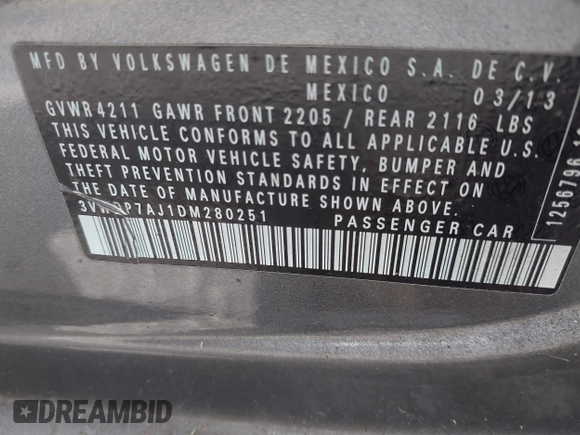 MFD BY VOLKSWAGEN DE MEXICO S.A. DE C.V.
MEXICO 03/13
GVWR 4211 GAWR FRONT 2205 / REAR 2116 LBS
THIS VEHICLE CONFORMS TO ALL APPLICABLE U.S.
FEDERAL MOTOR VEHICLE SAFETY, BUMPER AND
THEFT PREVENTION STANDARDS IN EFFECT ON
THE DATE OF MANUFACTURE SHOWN ABOVE.
PASSENGER CAR
DREAMBID